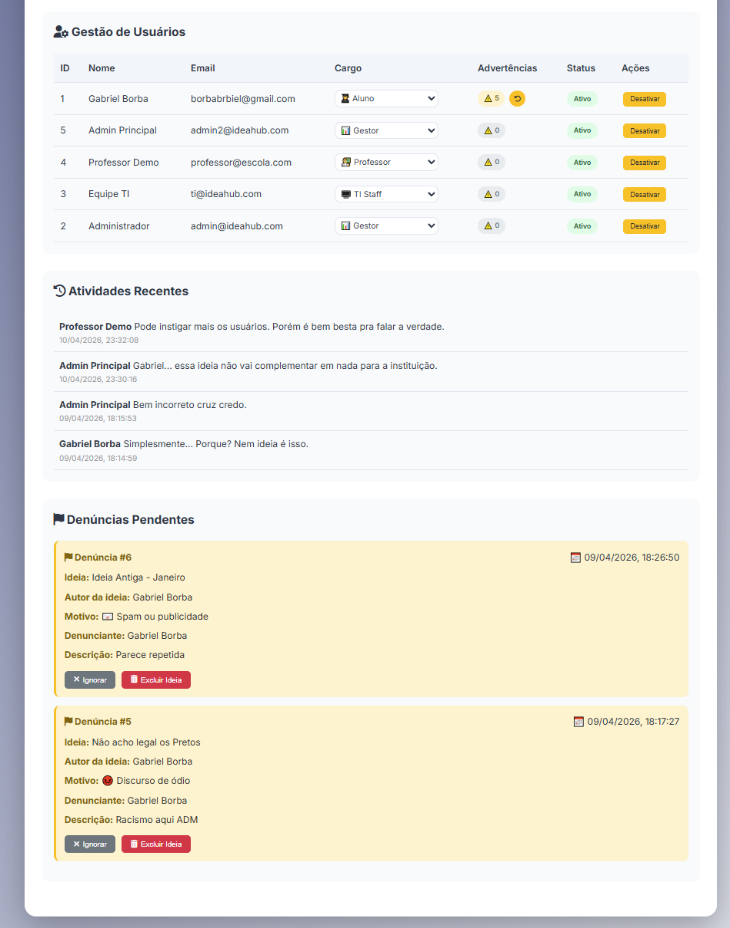 Gestão de Usuários
ID Nome Email Cargo Advertências Status Ações
1 Gabriel Borba borbabrbiel@gmail.com Aluno 5 Ativo Desativar
5 Admin Principal admin2@ideahub.com Gestor 0 Ativo Desativar
4 Professor Demo professor@escola.com Professor 0 Ativo Desativar
3 Equipe TI ti@ideahub.com TI Staff 0 Ativo Desativar
2 Administrador admin@ideahub.com Gestor 0 Ativo Desativar
Atividades Recentes
Professor Demo Pode instigar mais os usuários. Porém é bem besta pra falar a verdade.
10/04/2026, 23:32:08
Admin Principal Gabriel... essa ideia não vai complementar em nada para a instituição.
10/04/2026, 23:30:16
Admin Principal Bem incorreto cruz credo.
09/04/2026, 18:15:53
Gabriel Borba Simplesmente... Porque? Nem ideia é isso.
09/04/2026, 18:14:59
Denúncias Pendentes
Denúncia #6 09/04/2026, 18:26:50
Ideia: Ideia Antiga - Janeiro
Autor da ideia: Gabriel Borba
Motivo: Spam ou publicidade
Denunciante: Gabriel Borba
Descrição: Parece repetida
Ignorar Excluir Ideia
Denúncia #5 09/04/2026, 18:17:27
Ideia: Não acho legal os Pretos
Autor da ideia: Gabriel Borba
Motivo: Discurso de ódio
Denunciante: Gabriel Borba
Descrição: Racismo aqui ADM
Ignorar Excluir Ideia